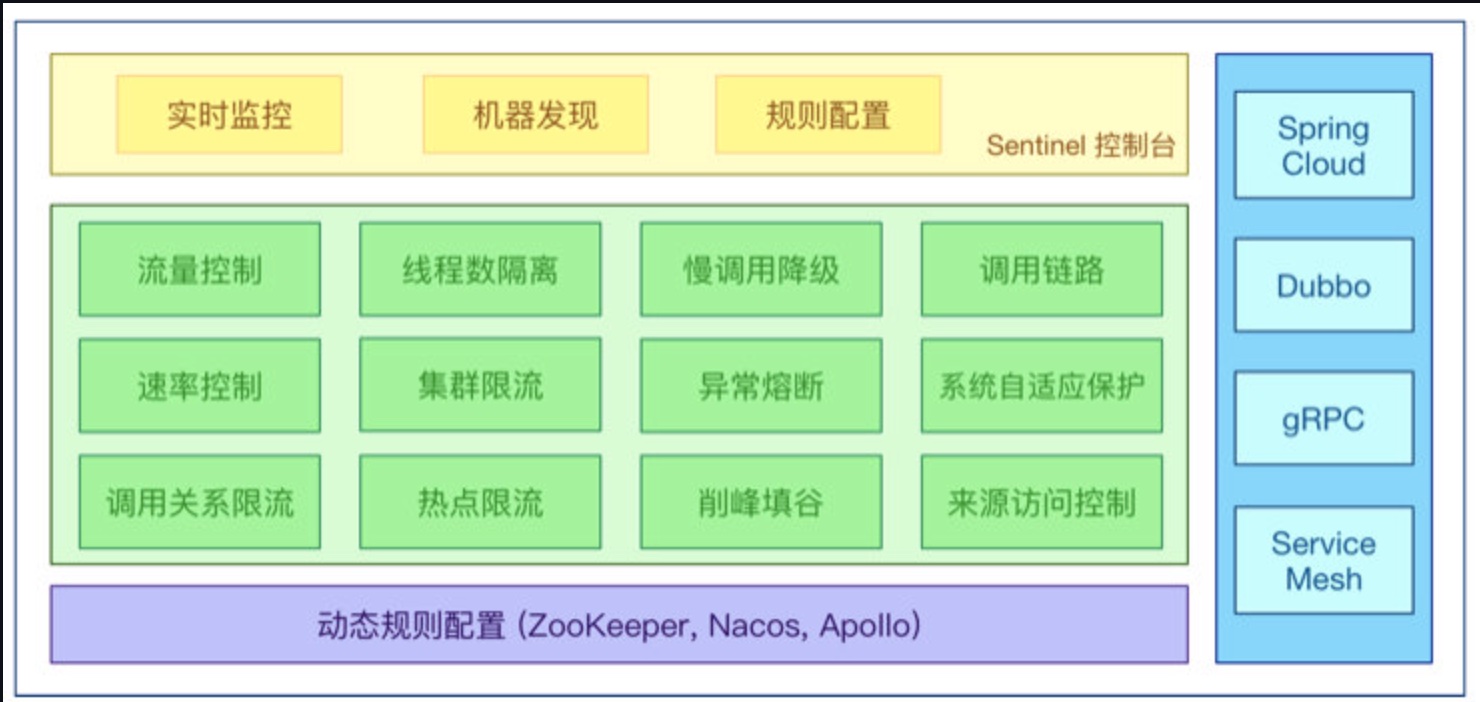 实时监控
机器发现
规则配置
Sentinel 控制台
流量控制
线程数隔离
慢调用降级
调用链路
速率控制
集群限流
异常熔断
系统自适应保护
调用关系限流
热点限流
削峰填谷
来源访问控制
动态规则配置 (ZooKeeper, Nacos, Apollo)
Spring
Cloud
Dubbo
gRPC
Service
Mesh